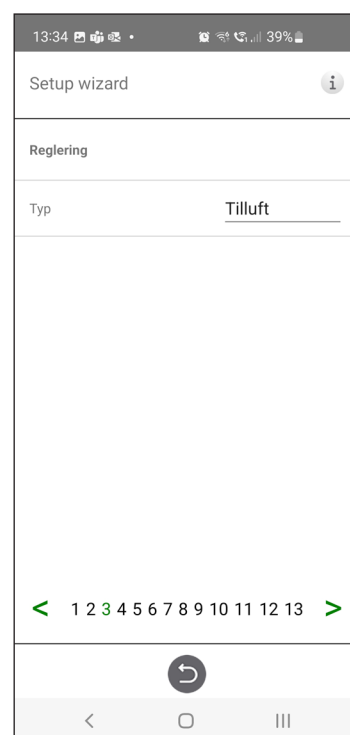 13:34 39%
Setup wizard i
Reglering
Typ Tilluft
< 1 2 3 4 5 6 7 8 9 10 11 12 13 >